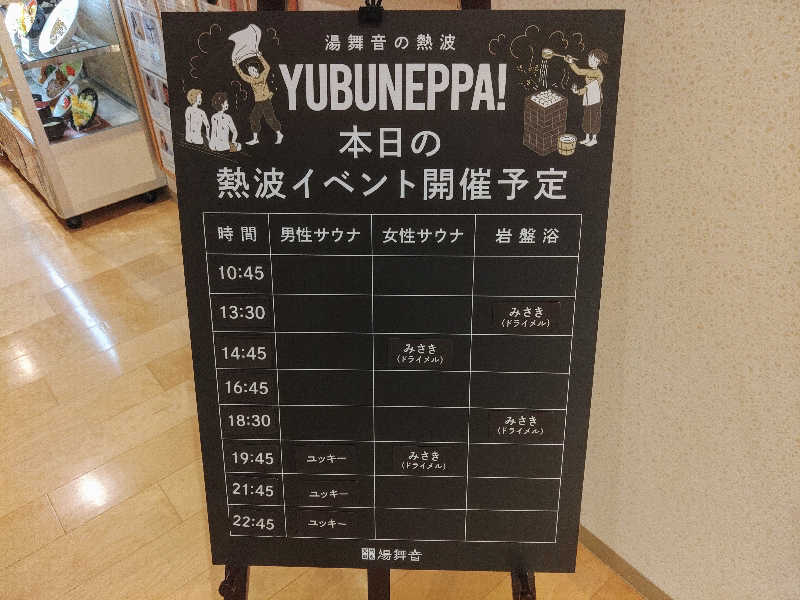 湯舞音の熱波
YUBUNEPPA!
本日の
熱波イベント開催予定
時間 男性サウナ 女性サウナ 岩盤浴
10:45
13:30 みさき
(ドライメル)
14:45 みさき
(ドライメル)
16:45
18:30 みさき
(ドライメル)
19:45 ユッキー みさき
(ドライメル)
21:45 ユッキー
22:45 ユッキー
湯舞音